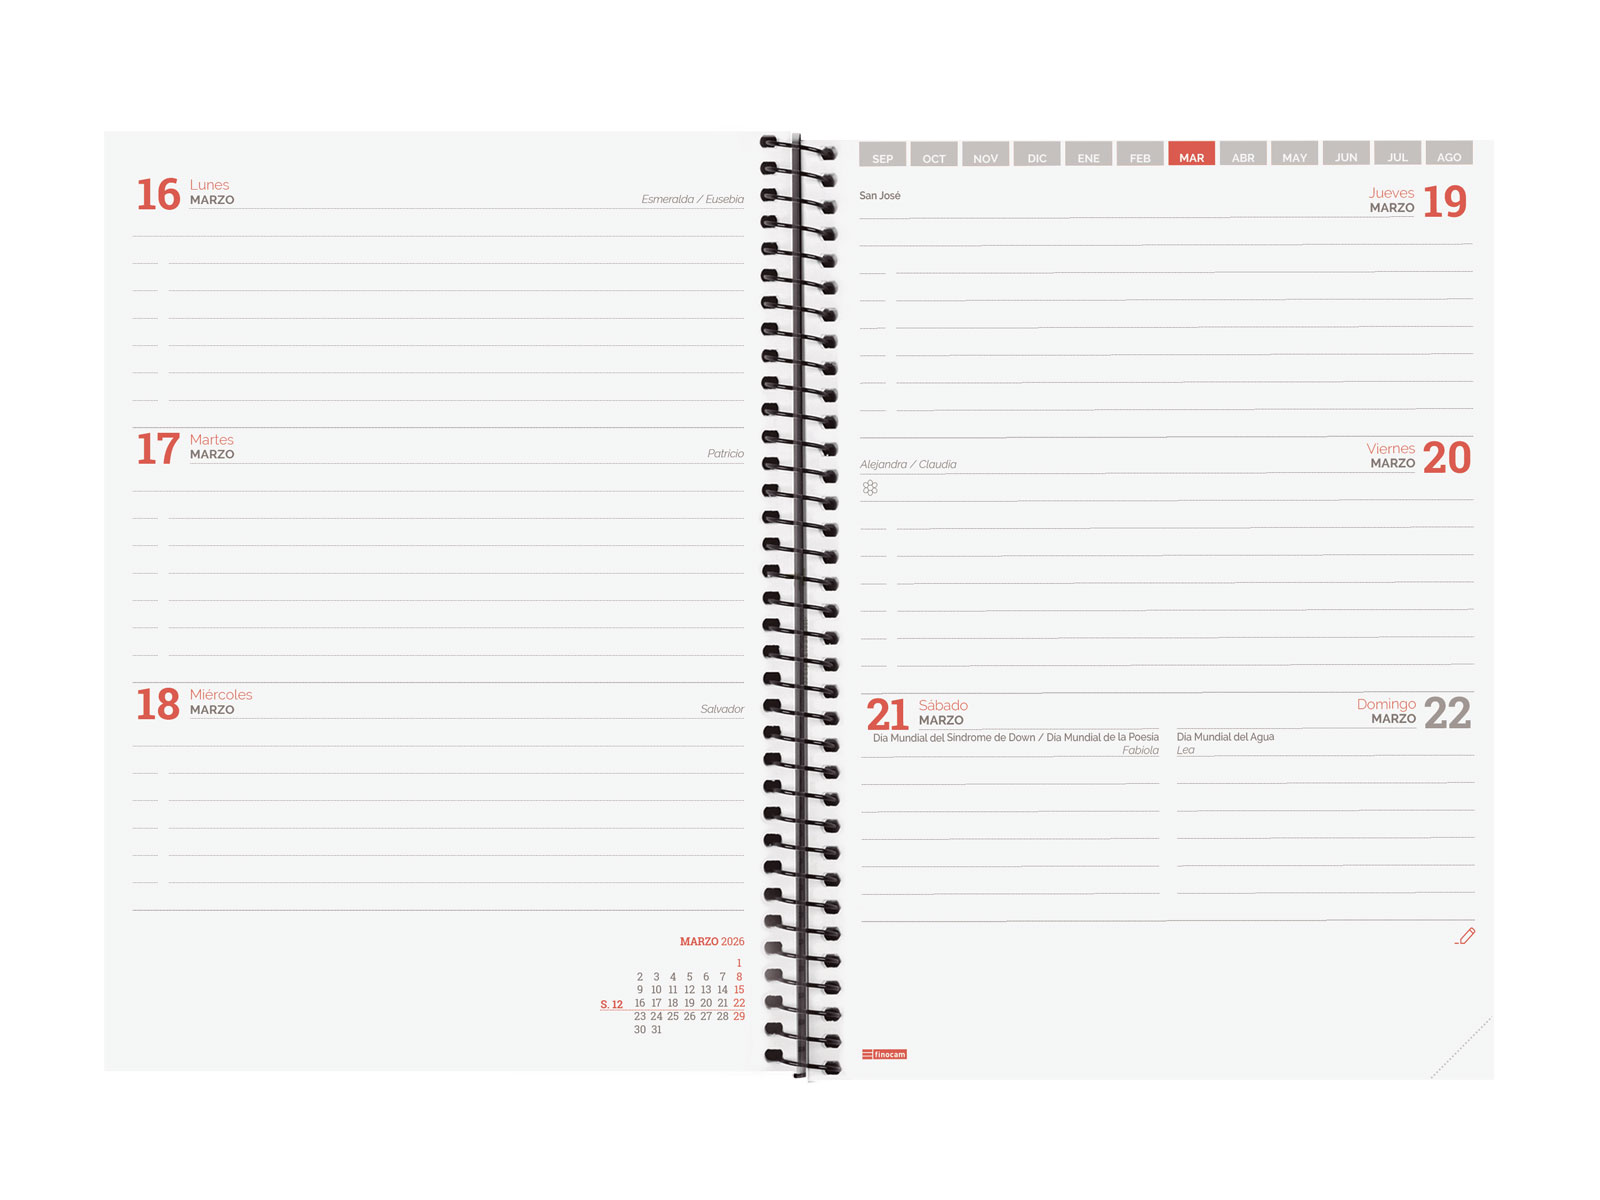 16 Lunes
MARZO
Esmeralda / Eusebia
17 Martes
MARZO
Patricio
18 Miércoles
MARZO
Salvador
MARZO 2026
1
2 3 4 5 6 7 8
9 10 11 12 13 14 15
S. 12 16 17 18 19 20 21 22
23 24 25 26 27 28 29
30 31
SEP OCT NOV DIC ENE FEB MAR ABR MAY JUN JUL AGO
San José
Jueves 19
MARZO
Viernes 20
MARZO
Alejandra / Claudia
21 Sábado
MARZO
Día Mundial del Síndrome de Down / Día Mundial de la Poesía
Fabiola
Domingo 22
MARZO
Día Mundial del Agua
Lea
finocam